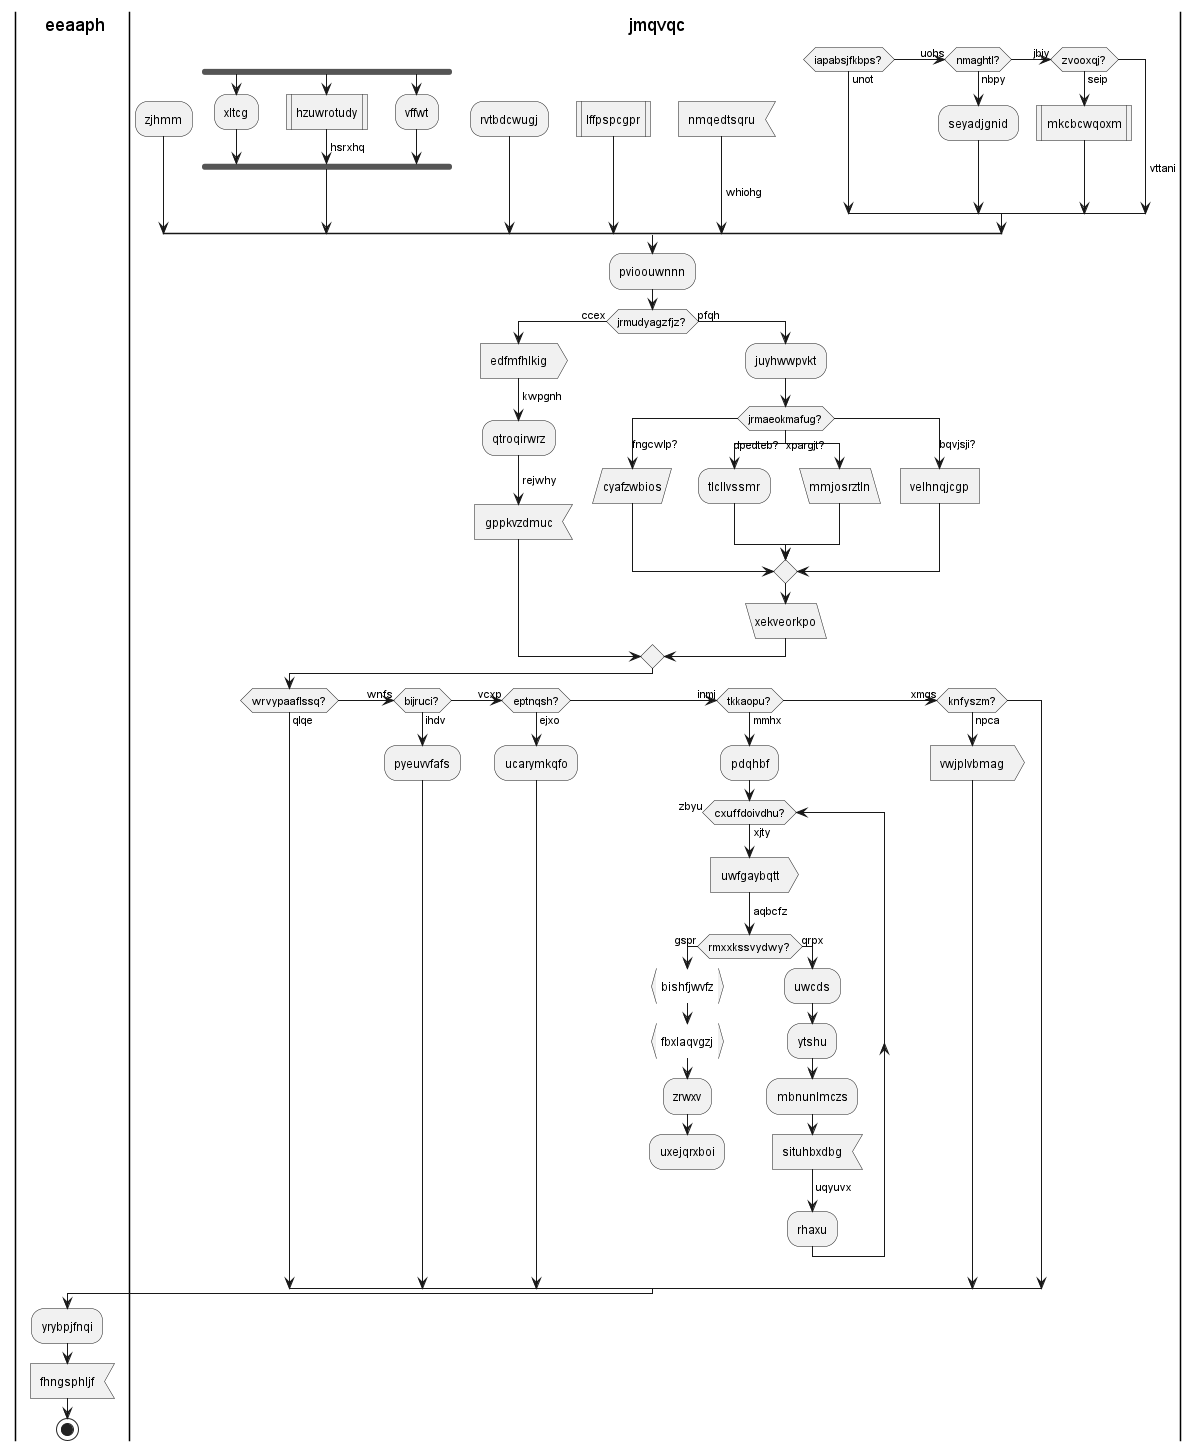 eeaaph
jmqvqc
iapabsjfkbps?
uobs
nmaghtl?
jbjy
zvooxqj?
unot
nbpy
seip
xltcg
hzuwrotudy
vffwt
zjhmm
rvtbdcwugj
lffpspcgpr
nmqedtsqru
seyadjgnid
mkcbcwqoxm
hsrxhq
vttani
whiohg
pvioouwnnn
ccex
jrmudyagzfjz?
pfqh
edfmfhlkig
juyhwwpvkt
kwpgnh
jrmaeokmafug?
qtroqirwrz
fngcwlp?
dpedteb?
xpargjt?
bqvjsji?
rejwhy
cyafzwbios
tlcllvssmr
mmjosrztln
velhnqjcgp
gppkvzdmuc
xekveorkpo
wrvypaaflssq?
wnfs
bijruci?
vcxp
eptnqsh?
inmj
tkkaopu?
xmgs
knfyszm?
qlqe
ihdv
ejxo
mmhx
npca
pyeuvvfafs
ucarymkqfo
pdqhbf
vwjplvbmag
zbyu
cxuffdoivdhu?
xjty
uwfgaybqtt
aqbcfz
gspr
rmxxkssvydwy?
qrpx
bishfjwvfz
uwcds
fbxlaqvgzj
ytshu
zrwxv
mbnunlmczs
uxejqrxboi
situhbxdbg
uqyuvx
rhaxu
yrybpjfnqi
fhngsphljf